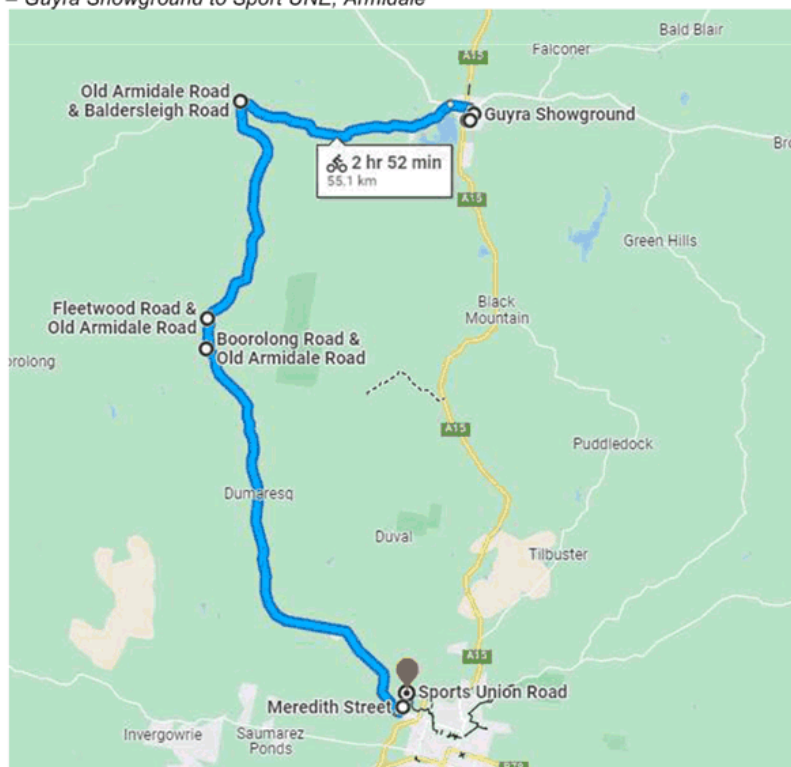 – Guyra Showground to Sport UNE, Armidale
Bald Blair
A15
Falconer
Old Armidale Road
& Baldersleigh Road
Guyra Showground
2 hr 52 min
55.1 km
A15
Green Hills
Fleetwood Road &
Old Armidale Road
Black
Mountain
Boorolong Road &
Old Armidale Road
orolong
A15
Puddledock
Dumaresq
Duval
Tilbuster
A15
Sports Union Road
Meredith Street
Invergowrie
Saumarez
Ponds